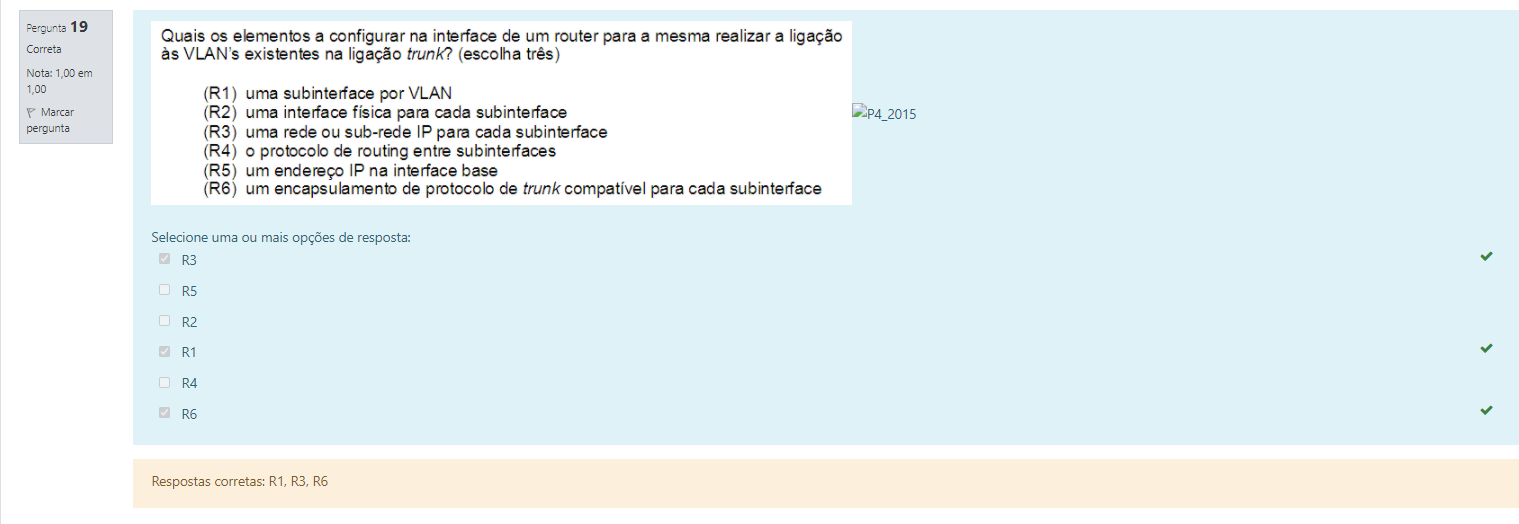 Pergunta 19
Correta
Nota: 1,00 em
1,00
Marcar
pergunta
Quais os elementos a configurar na interface de um router para a mesma realizar a ligação
às VLAN's existentes na ligação trunk? (escolha três)
(R1) uma subinterface por VLAN
(R2) uma interface física para cada subinterface
(R3) uma rede ou sub-rede IP para cada subinterface
(R4) o protocolo de routing entre subinterfaces
(R5) um endereço IP na interface base
(R6) um encapsulamento de protocolo de trunk compatível para cada subinterface
P4_2015
Selecione uma ou mais opções de resposta:
R3
R5
R2
R1
R4
R6
Respostas corretas: R1, R3, R6